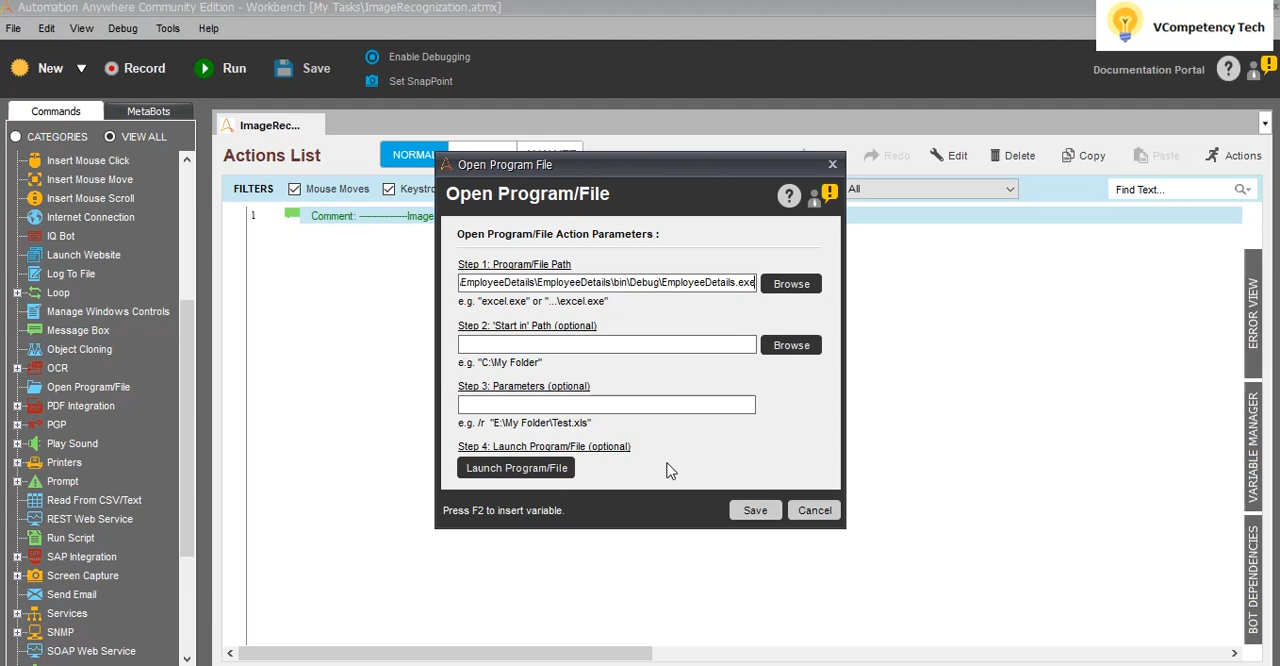 Automation Anywhere Community Edition - Workbench [My Tasks\ImageRecognization.atmx]
VCompetency Tech
File Edit View Debug Tools Help
New Record Run Save
Enable Debugging
Set SnapPoint
Documentation Portal
Commands MetaBots
CATEGORIES VIEW ALL
Insert Mouse Click
Insert Mouse Move
Insert Mouse Scroll
Internet Connection
IQ Bot
Launch Website
Log To File
Loop
Manage Windows Controls
Message Box
Object Cloning
OCR
Open Program/File
PDF Integration
PGP
Play Sound
Printers
Prompt
Read From CSV/Text
REST Web Service
Run Script
SAP Integration
Screen Capture
Send Email
Services
SNMP
SOAP Web Service
ImageRec...
Actions List
NORMAL
Redo Edit Delete Copy Paste Actions
FILTERS Mouse Moves Keystro
All
Find Text...
1 Comment: ----------------Image
Open Program File
Open Program/File
Open Program/File Action Parameters :
Step 1: Program/File Path
\EmployeeDetails\EmployeeDetails\bin\Debug\EmployeeDetails.exe
Browse
e.g. "excel.exe" or "...\excel.exe"
Step 2: 'Start in' Path (optional)
Browse
e.g. "C:\My Folder"
Step 3: Parameters (optional)
e.g. /r "E:\My Folder\Test.xls"
Step 4: Launch Program/File (optional)
Launch Program/File
Press F2 to insert variable.
Save Cancel
ERROR VIEW
VARIABLE MANAGER
BOT DEPENDENCIES